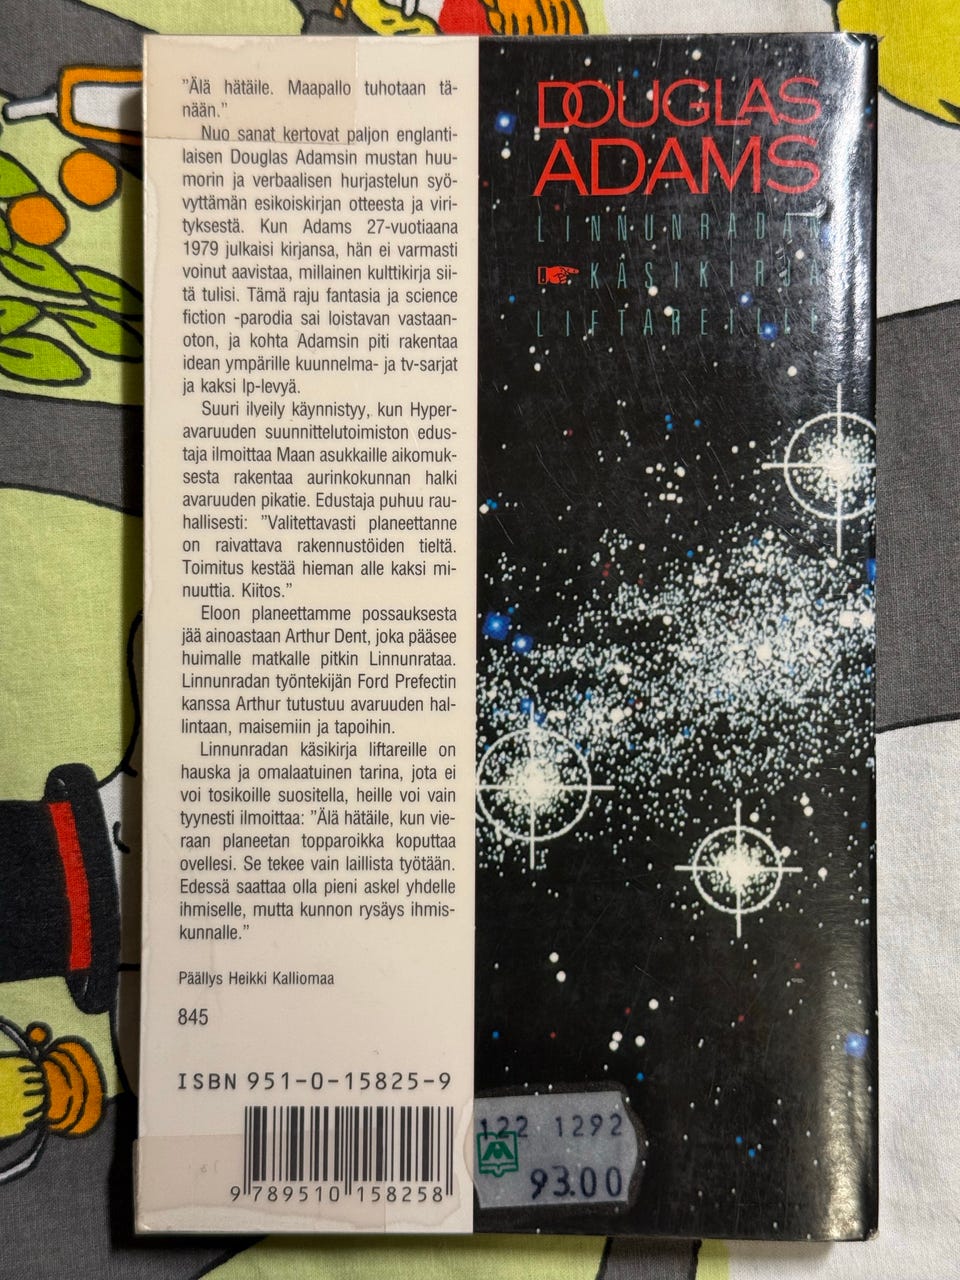 "Älä hätäile. Maapallo tuhotaan tä-
nään."
Nuo sanat kertovat paljon englanti-
laisen Douglas Adamsin mustan huu-
morin ja verbaalisen hurjastelun syö-
vyttämän esikoiskirjan otteesta ja viri-
tyksestä. Kun Adams 27-vuotiaana
1979 julkaisi kirjansa, hän ei varmasti
voinut aavistaa, millainen kulttikirja sii-
tä tulisi. Tämä raju fantasia ja science
fiction -parodia sai loistavan vastaan-
oton, ja kohta Adamsin piti rakentaa
idean ympärille kuunnelma- ja tv-sarjat
ja kaksi lp-levyä.
Suuri ilveily käynnistyy, kun Hyper-
avaruuden suunnittelutoimiston edus-
taja ilmoittaa Maan asukkaille aikomuk-
sesta rakentaa aurinkokunnan halki
avaruuden pikatie. Edustaja puhuu rau-
hallisesti: "Valitettavasti planeettanne
on raivattava rakennustöiden tieltä.
Toimitus kestää hieman alle kaksi mi-
nuuttia. Kiitos."
Eloon planeettamme possauksesta
jää ainoastaan Arthur Dent, joka pääsee
huimalle matkalle pitkin Linnunrataa.
Linnunradan työntekijän Ford Prefectin
kanssa Arthur tutustuu avaruuden hal-
lintaan, maisemiin ja tapoihin.
Linnunradan käsikirja liftareille on
hauska ja omalaatuinen tarina, jota ei
voi tosikoille suositella, heille voi vain
tyynesti ilmoittaa: "Älä hätäile, kun vie-
raan planeetan topparoikka koputtaa
ovellesi. Se tekee vain laillista työtään.
Edessä saattaa olla pieni askel yhdelle
ihmiselle, mutta kunnon rysäys ihmis-
kunnalle."
Päällys Heikki Kalliomaa
845
ISBN 951-0-15825-9
9 789510 158258
DOUGLAS
ADAMS
LINNUNRADAN
KÄSIKIRJA
LIFTAREILLE
122 1292
93.00